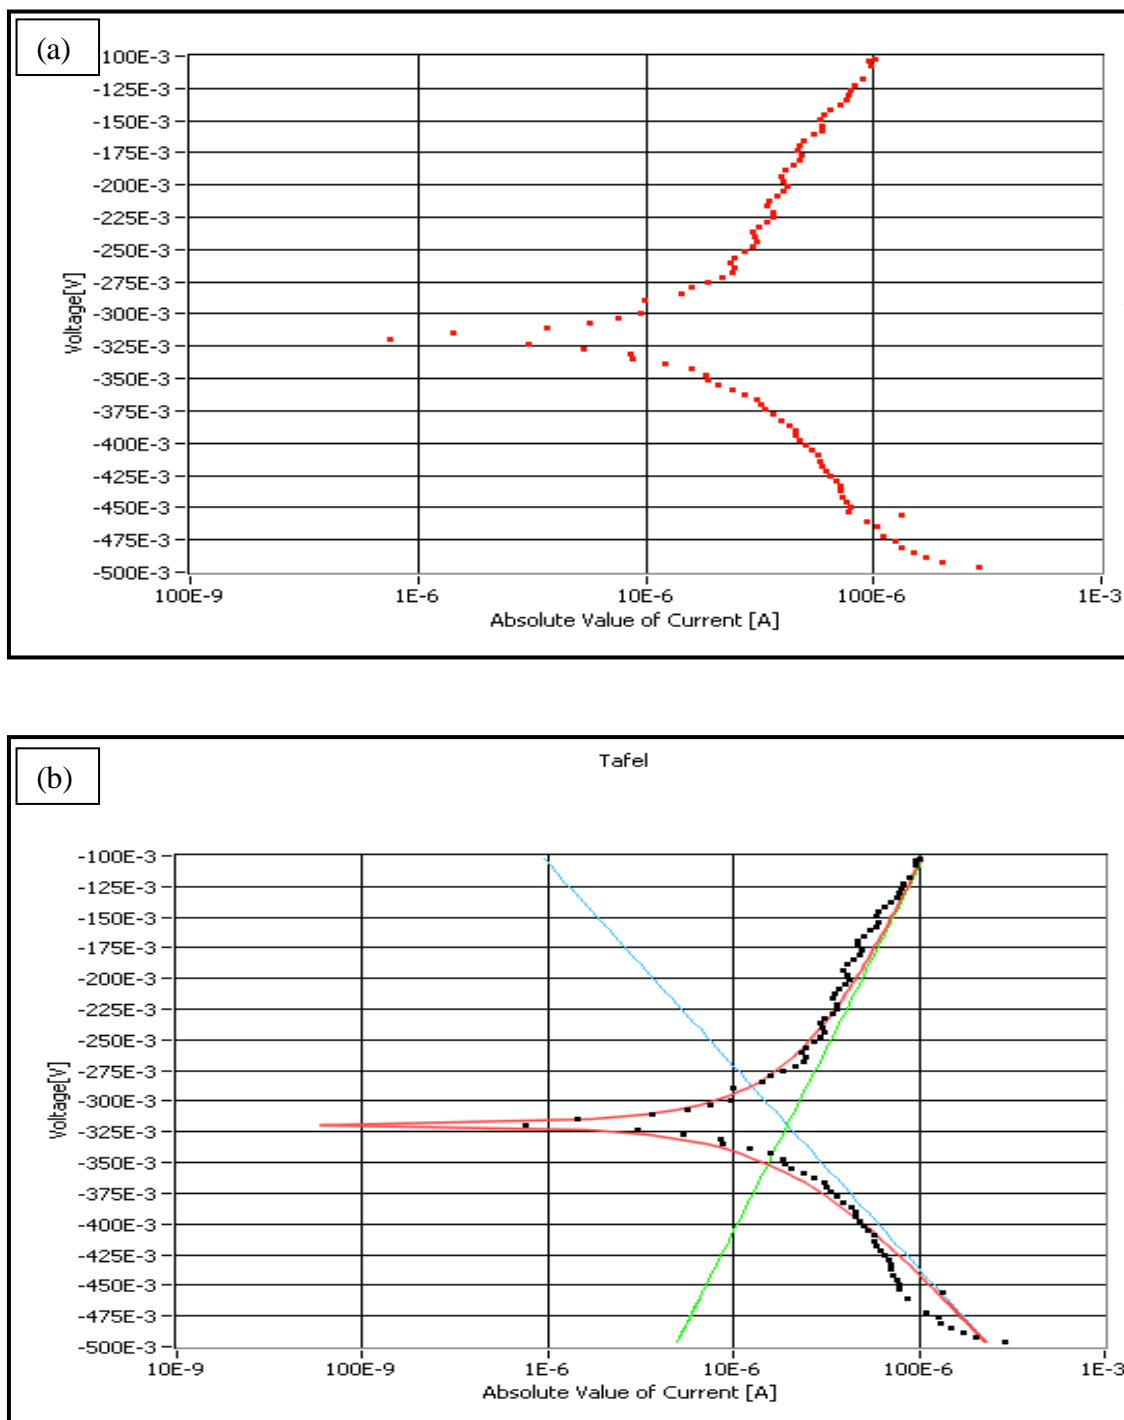 (a)
100E-3
-125E-3
-150E-3
-175E-3
-200E-3
-225E-3
-250E-3
-275E-3
-300E-3
-325E-3
-350E-3
-375E-3
-400E-3
-425E-3
-450E-3
-475E-3
-500E-3
Voltage[V]
100E-9 1E-6 10E-6 100E-6 1E-3
Absolute Value of Current [A]
(b)
Tafel
-100E-3
-125E-3
-150E-3
-175E-3
-200E-3
-225E-3
-250E-3
-275E-3
-300E-3
-325E-3
-350E-3
-375E-3
-400E-3
-425E-3
-450E-3
-475E-3
-500E-3
Voltage[V]
10E-9 100E-9 1E-6 10E-6 100E-6 1E-3
Absolute Value of Current [A]